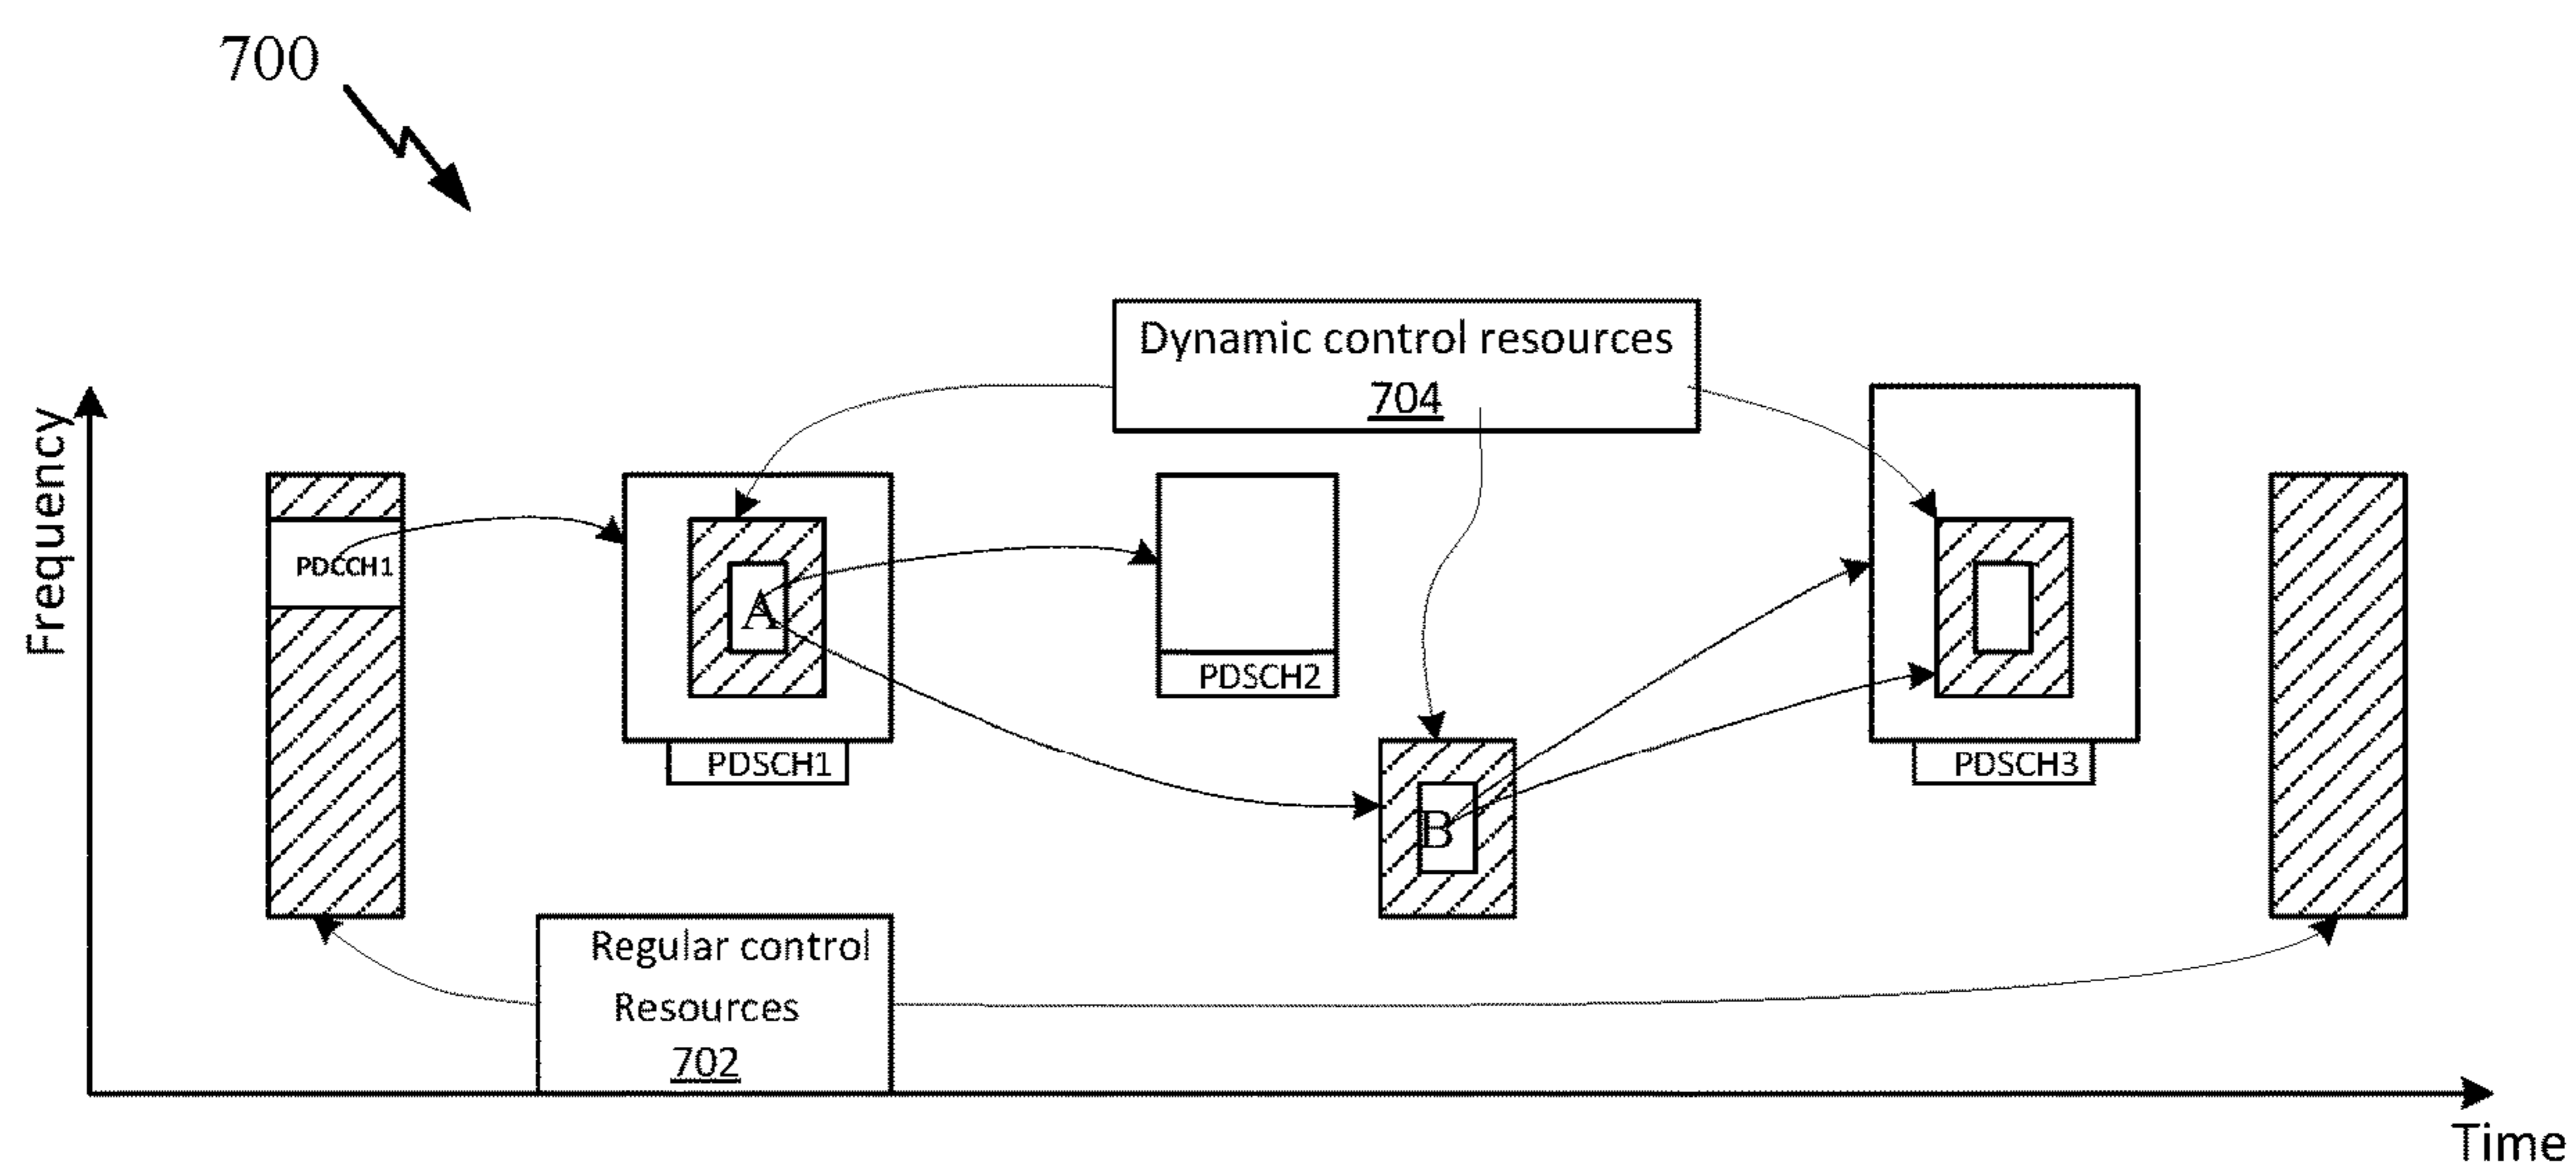 700
Dynamic control resources
704
Frequency
PDCCH1
A
PDSCH2
PDSCH1
PDSCH3
B
Regular control
Resources
702
Time